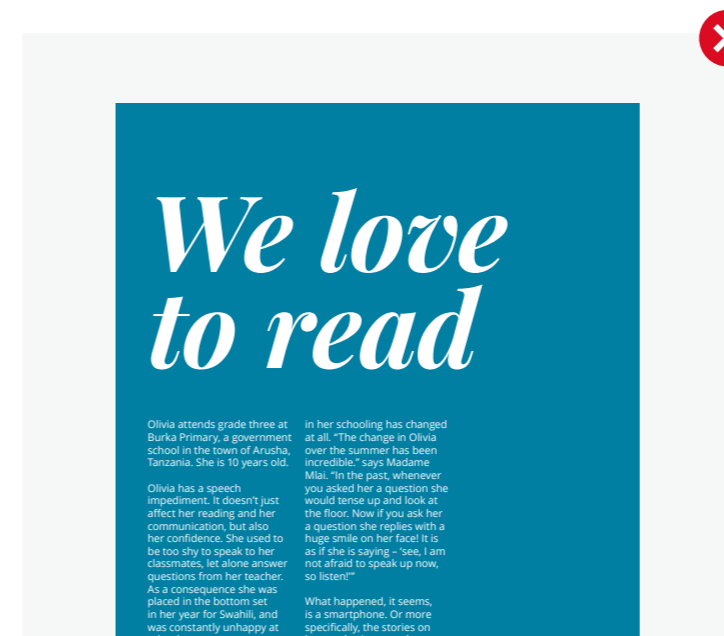 We love
to read
Olivia attends grade three at
Burka Primary, a government
school in the town of Arusha,
Tanzania. She is 10 years old.
Olivia has a speech
impediment. It doesn’t just
affect her reading and her
communication, but also
her confidence. She used to
be too shy to speak to her
classmates, let alone answer
questions from her teacher.
As a consequence she was
placed in the bottom set
in her year for Swahili, and
was constantly unhappy at
in her schooling has changed
at all. “The change in Olivia
over the summer has been
incredible.” says Madame
Mlai. “In the past, whenever
you asked her a question she
would tense up and look at
the floor. Now if you ask her
a question she replies with a
huge smile on her face! It is
as if she is saying – ‘see, I am
not afraid to speak up now,
so listen!’”
What happened, it seems,
is a smartphone. Or more
specifically, the stories on